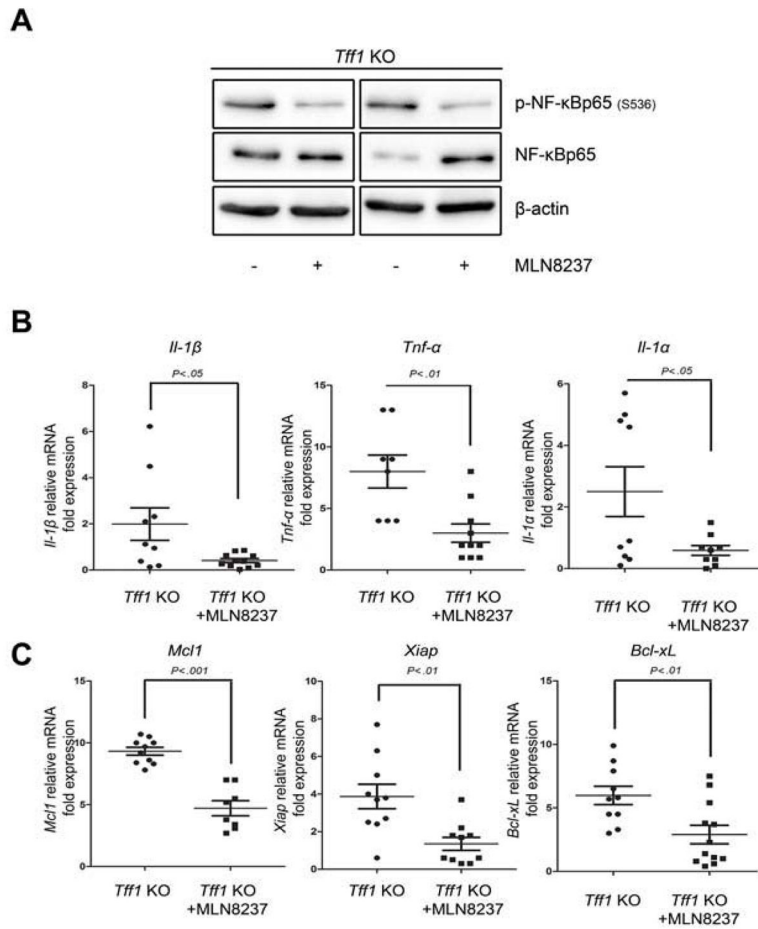 A
Tff1 KO
p-NF-κBp65 (S536)
NF-κBp65
β-actin
- + - + MLN8237
B
Il-1β Tnf-α Il-1α
P<.05 P<.01 P<.05
Il-1β relative mRNA
fold expression
8
6
4
2
0
Tnf-α relative mRNA
fold expression
15
10
5
0
Il-1α relative mRNA
fold expression
6
4
2
0
Tff1 KO Tff1 KO
+MLN8237
Tff1 KO Tff1 KO
+MLN8237
Tff1 KO Tff1 KO
+MLN8237
C
Mcl1 Xiap Bcl-xL
P<.001 P<.01 P<.01
Mcl1 relative mRNA
fold expression
15
10
5
0
Xiap relative mRNA
fold expression
8
6
4
2
0
Bcl-xL relative mRNA
fold expression
15
10
5
0
Tff1 KO Tff1 KO
+MLN8237
Tff1 KO Tff1 KO
+MLN8237
Tff1 KO Tff1 KO
+MLN8237